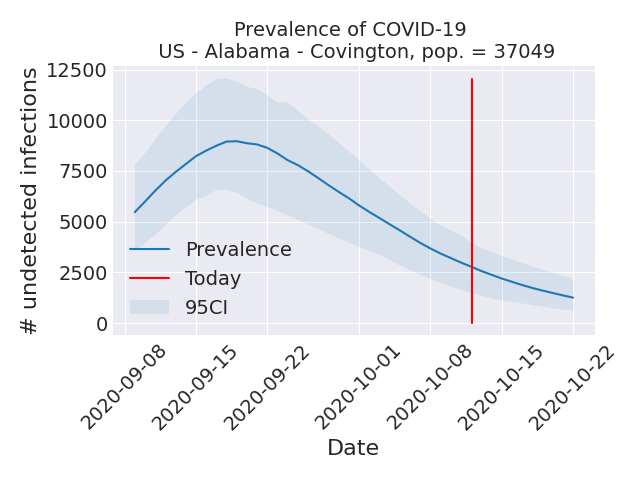 Prevalence of COVID-19
US - Alabama - Covington, pop. = 37049
# undetected infections
12500
10000
7500
5000
2500
0
Prevalence
Today
95CI
2020-09-08
2020-09-15
2020-09-22
2020-10-01
2020-10-08
2020-10-15
2020-10-22
Date